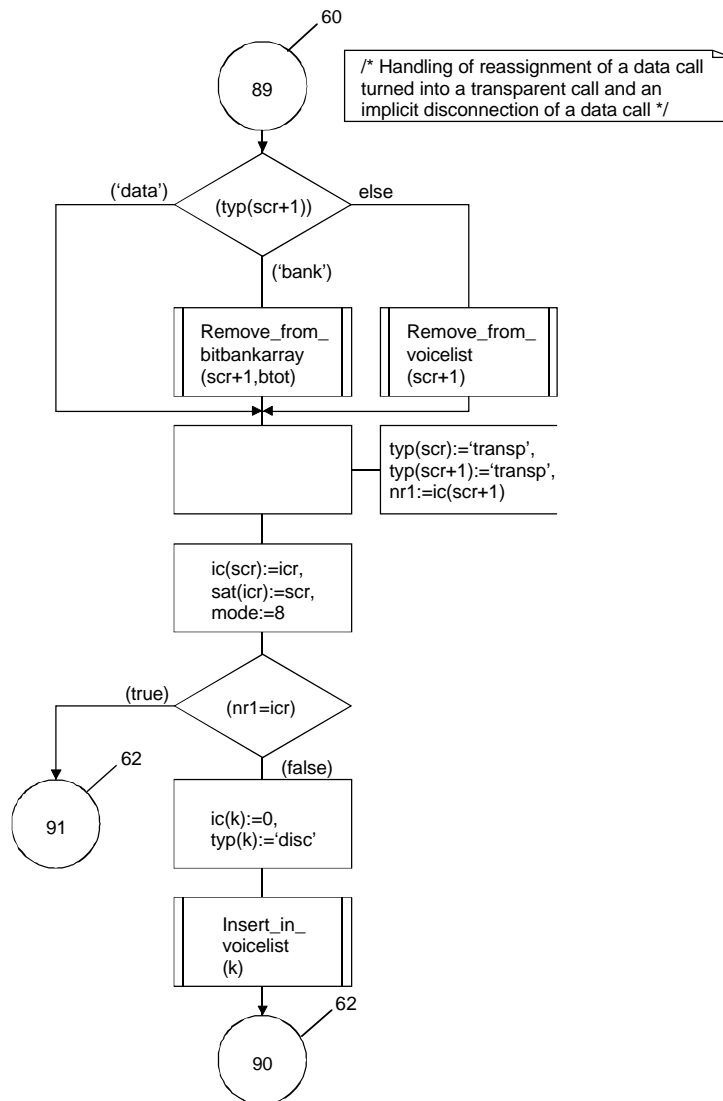 60
89
/* Handling of reassignment of a data call
turned into a transparent call and an
implicit disconnection of a data call */
(‘data’)
(typ(scr+1))
else
(‘bank’)
Remove_from_
bitbankarray
(scr+1,btot)
Remove_from_
voicelist
(scr+1)
typ(scr):=‘transp’,
typ(scr+1):=‘transp’,
nr1:=ic(scr+1)
ic(scr):=icr,
sat(icr):=scr,
mode:=8
(true)
(nr1=icr)
(false)
62
91
ic(k):=0,
typ(k):=‘disc’
Insert_in_
voicelist
(k)
62
90